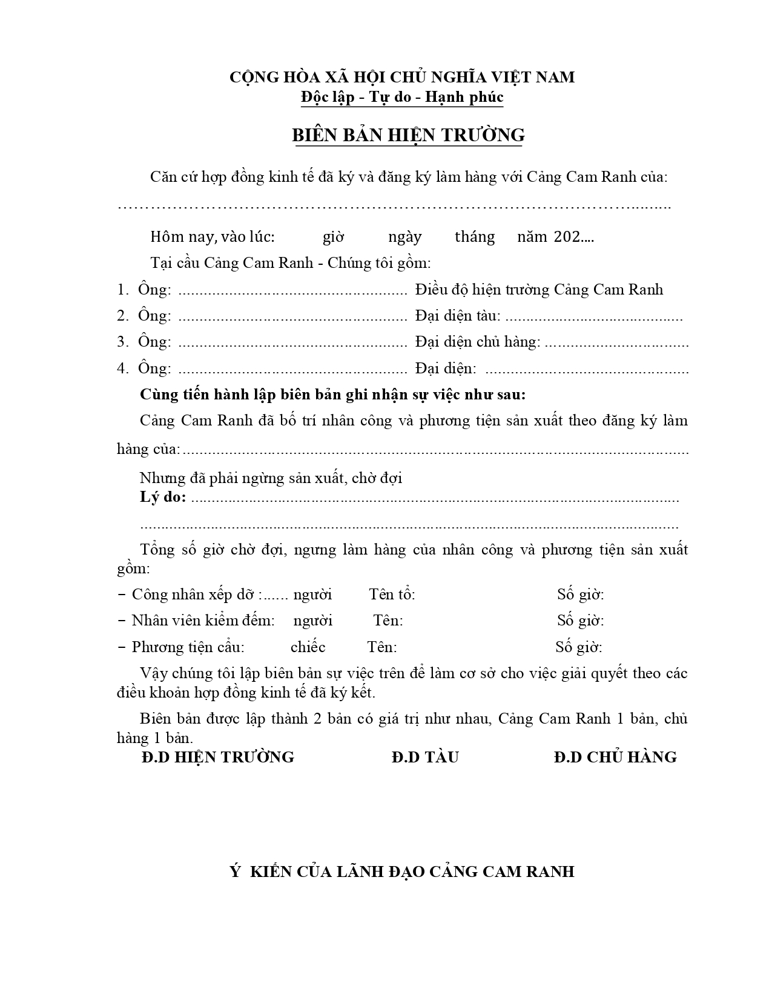 CỘNG HÒA XÃ HỘI CHỦ NGHĨA VIỆT NAM
Độc lập - Tự do - Hạnh phúc
BIÊN BẢN HIỆN TRƯỜNG
Căn cứ hợp đồng kinh tế đã ký và đăng ký làm hàng với Cảng Cam Ranh của:
……………………………………………………………………………………..........
Hôm nay, vào lúc: giờ ngày tháng năm 202....
Tại cầu Cảng Cam Ranh - Chúng tôi gồm:
1. Ông: ....................................................... Điều độ hiện trường Cảng Cam Ranh
2. Ông: ....................................................... Đại diện tàu: ...........................................
3. Ông: ....................................................... Đại diện chủ hàng: ...................................
4. Ông: ....................................................... Đại diện: .................................................
Cùng tiến hành lập biên bản ghi nhận sự việc như sau:
Cảng Cam Ranh đã bố trí nhân công và phương tiện sản xuất theo đăng ký làm
hàng của:..........................................................................................................................
Nhưng đã phải ngừng sản xuất, chờ đợi
Lý do: ......................................................................................................................
..................................................................................................................................
Tổng số giờ chờ đợi, ngưng làm hàng của nhân công và phương tiện sản xuất
gồm:
− Công nhân xếp dỡ :...... người Tên tổ: Số giờ:
− Nhân viên kiểm đếm: người Tên: Số giờ:
− Phương tiện cẩu: chiếc Tên: Số giờ:
Vậy chúng tôi lập biên bản sự việc trên để làm cơ sở cho việc giải quyết theo các
điều khoản hợp đồng kinh tế đã ký kết.
Biên bản được lập thành 2 bản có giá trị như nhau, Cảng Cam Ranh 1 bản, chủ
hàng 1 bản.
Đ.D HIỆN TRƯỜNG Đ.D TÀU Đ.D CHỦ HÀNG
Ý KIẾN CỦA LÃNH ĐẠO CẢNG CAM RANH